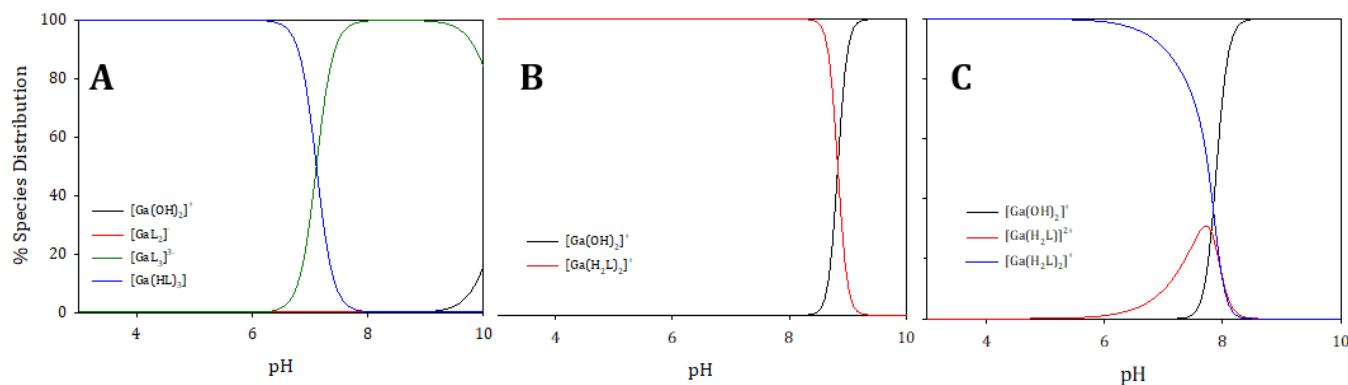 A
B
C
% Species Distribution
100
80
60
40
20
0
[Ga(OH)₂]⁺
[GaL₂]⁻
[GaL₃]³⁻
[Ga(HL)₃]
4 6 8 10
pH
[Ga(OH)₂]⁺
[Ga(H₂L)₂]⁺
4 6 8 10
pH
[Ga(OH)₂]⁺
[Ga(H₂L)]²⁺
[Ga(H₂L)₂]⁺
4 6 8 10
pH